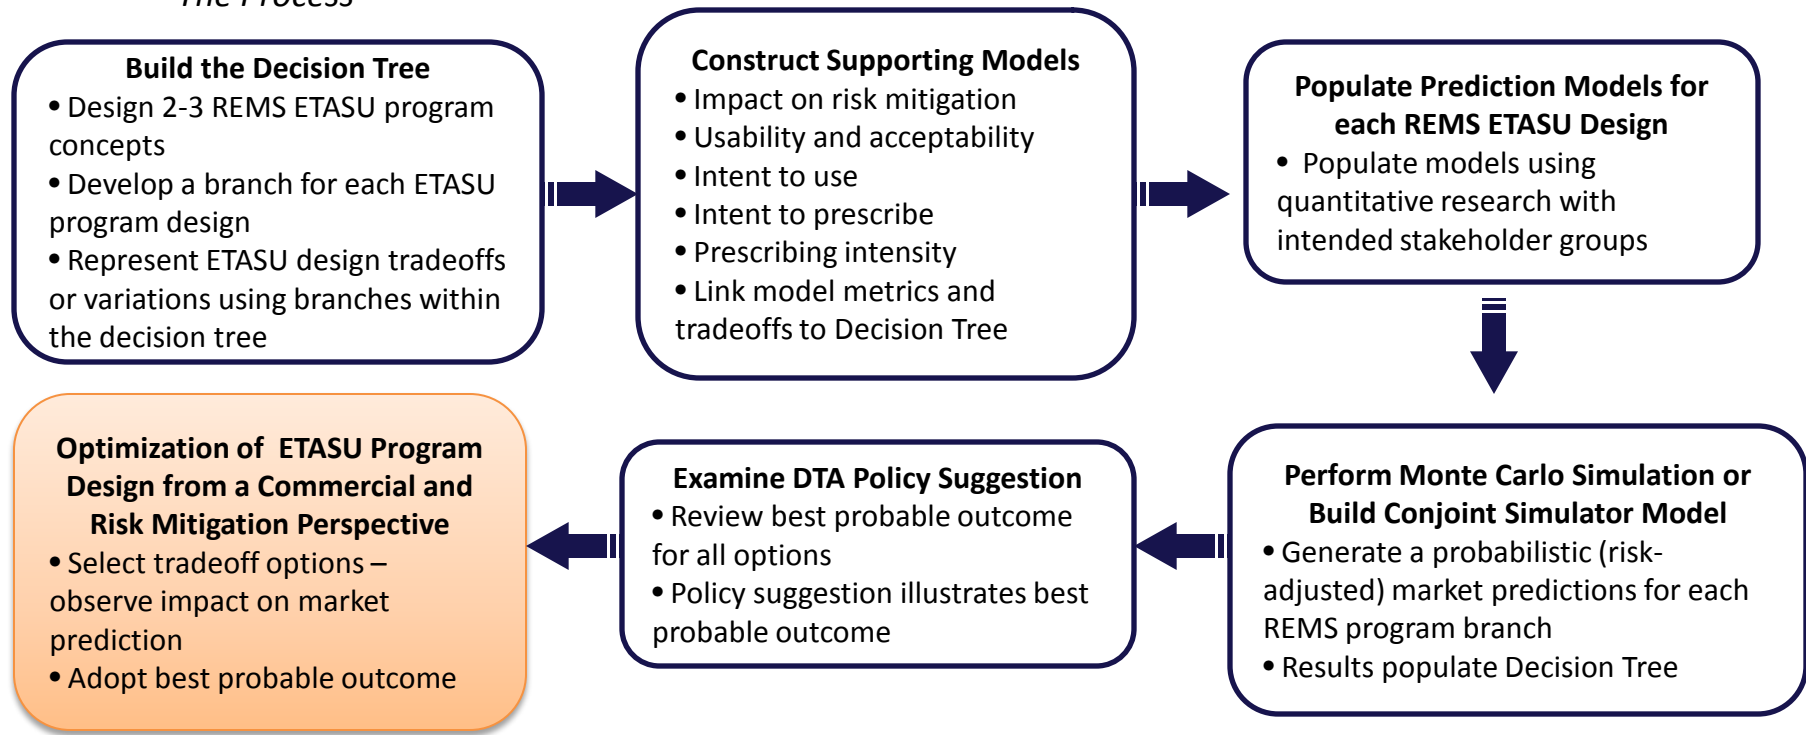 The Process
Build the Decision Tree
• Design 2-3 REMS ETASU program
concepts
• Develop a branch for each ETASU
program design
• Represent ETASU design tradeoffs
or variations using branches within
the decision tree
Construct Supporting Models
• Impact on risk mitigation
• Usability and acceptability
• Intent to use
• Intent to prescribe
• Prescribing intensity
• Link model metrics and
tradeoffs to Decision Tree
Populate Prediction Models for
each REMS ETASU Design
• Populate models using
quantitative research with
intended stakeholder groups
Perform Monte Carlo Simulation or
Build Conjoint Simulator Model
• Generate a probabilistic (risk-
adjusted) market predictions for each
REMS program branch
• Results populate Decision Tree
Examine DTA Policy Suggestion
• Review best probable outcome
for all options
• Policy suggestion illustrates best
probable outcome
Optimization of ETASU Program
Design from a Commercial and
Risk Mitigation Perspective
• Select tradeoff options –
observe impact on market
prediction
• Adopt best probable outcome